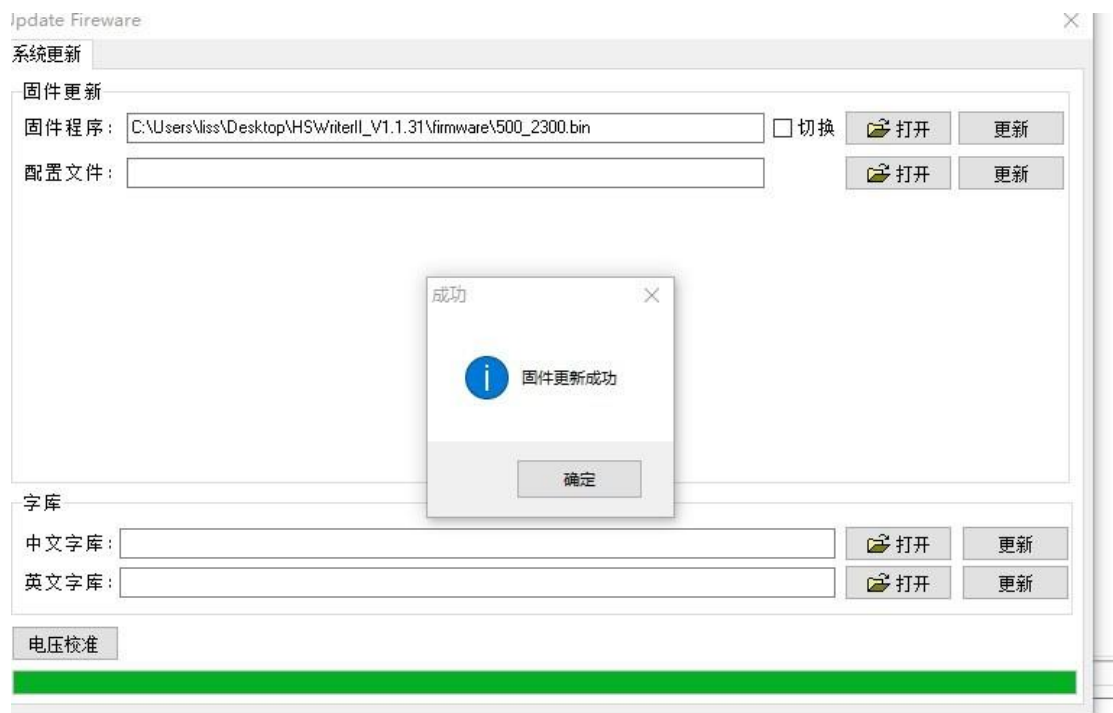 Update Fireware
系统更新
固件更新
固件程序: C:\Users\liss\Desktop\HSWriterII_V1.1.31\firmware\500_2300.bin 切换 打开 更新
配置文件: 打开 更新
成功
固件更新成功
确定
字库
中文字库: 打开 更新
英文字库: 打开 更新
电压校准